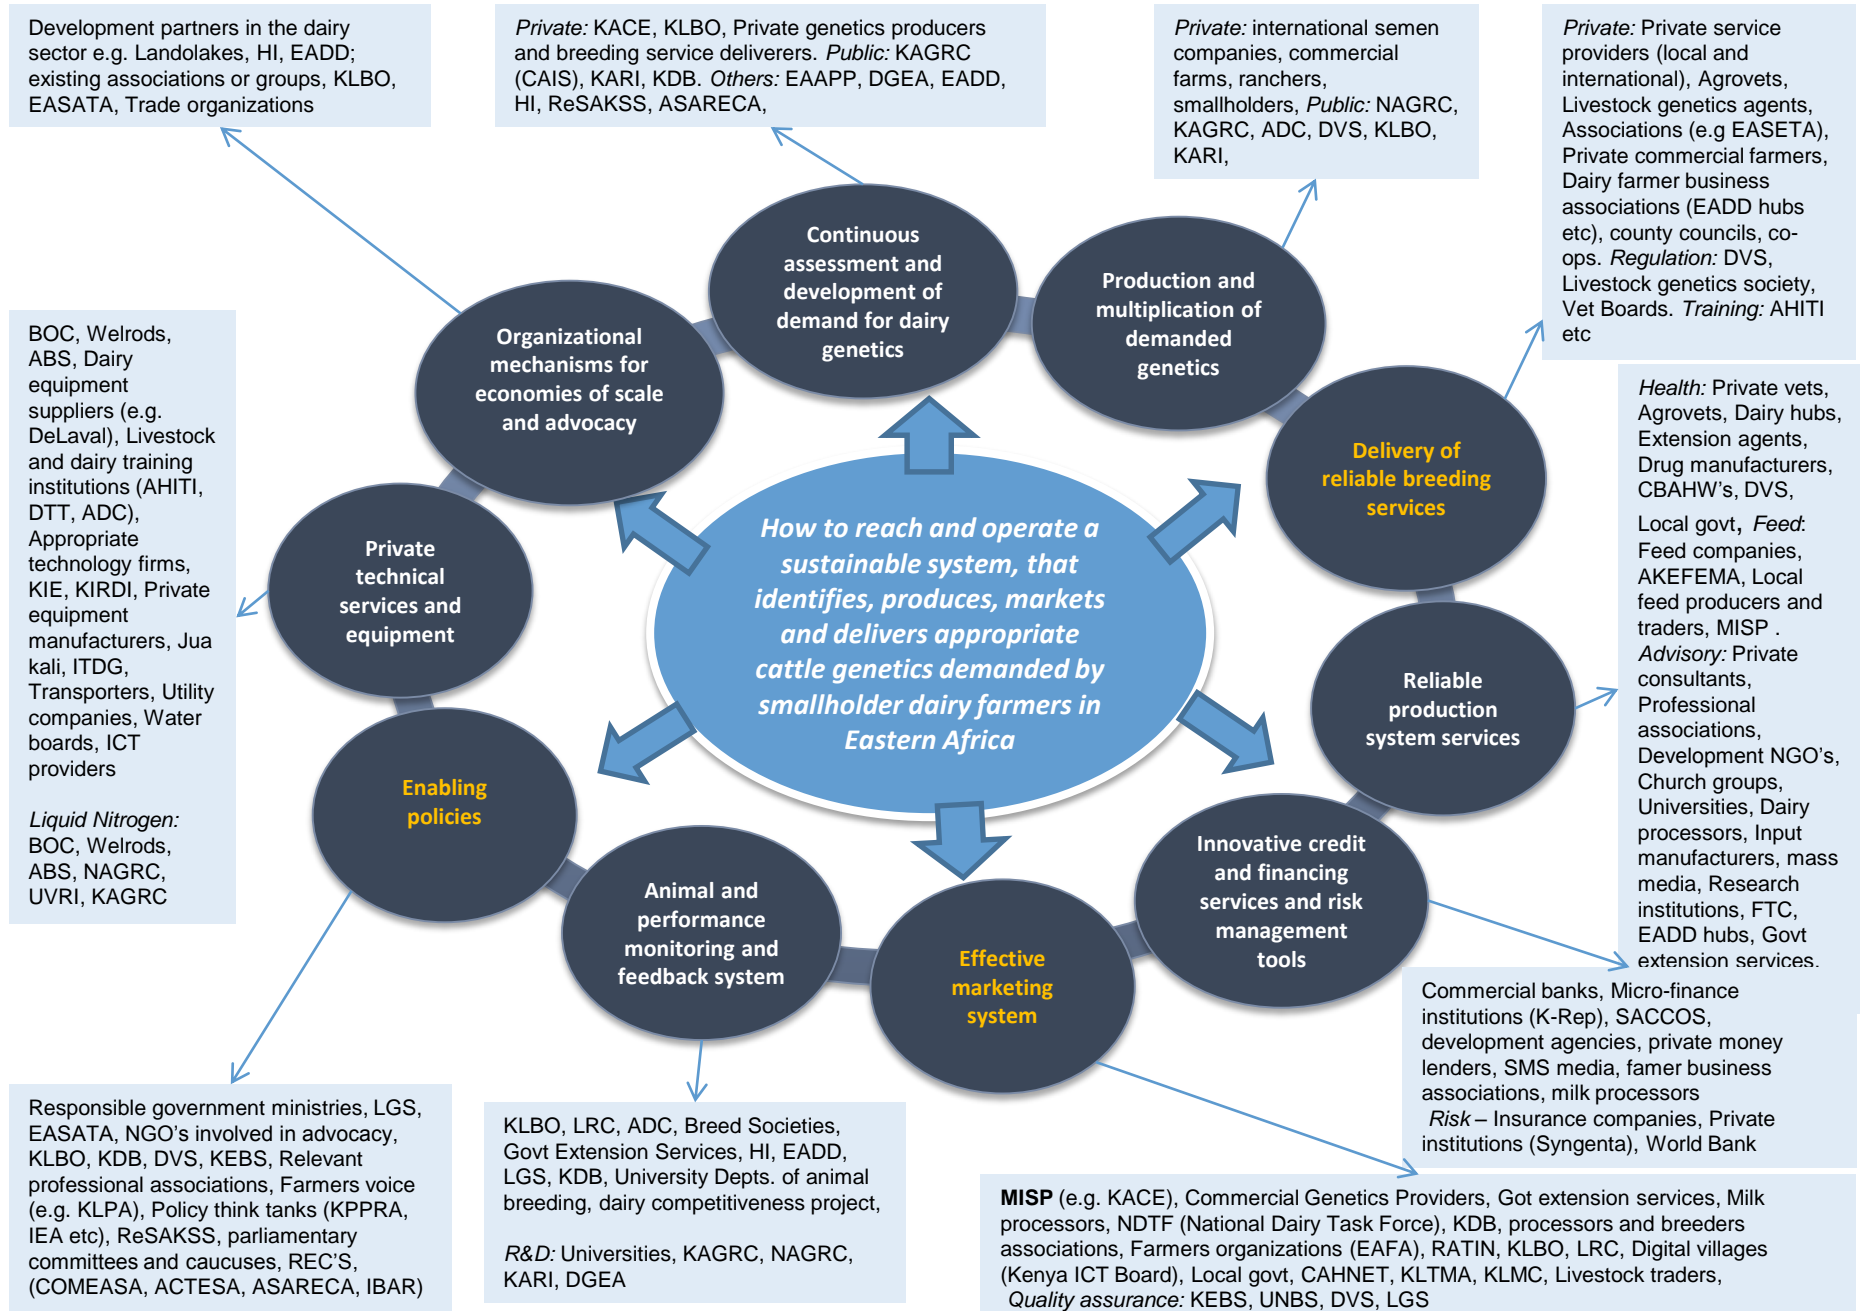 Development partners in the dairy
sector e.g. Landolakes, HI, EADD;
existing associations or groups, KLBO,
EASATA, Trade organizations
Private: KACE, KLBO, Private genetics producers
and breeding service deliverers. Public: KAGRC
(CAIS), KARI, KDB. Others: EAAPP, DGEA, EADD,
HI, ReSAKSS, ASARECA,
Private: international semen
companies, commercial
farms, ranchers,
smallholders, Public: NAGRC,
KAGRC, ADC, DVS, KLBO,
KARI,
Private: Private service
providers (local and
international), Agrovets,
Livestock genetics agents,
Associations (e.g EASETA),
Private commercial farmers,
Dairy farmer business
associations (EADD hubs
etc), county councils, co-
ops. Regulation: DVS,
Livestock genetics society,
Vet Boards. Training: AHITI
etc
Continuous
assessment and
development of
demand for dairy
genetics
Production and
multiplication of
demanded
genetics
Organizational
mechanisms for
economies of scale
and advocacy
Delivery of
reliable breeding
services
BOC, Welrods,
ABS, Dairy
equipment
suppliers (e.g.
DeLaval), Livestock
and dairy training
institutions (AHITI,
DTT, ADC),
Appropriate
technology firms,
KIE, KIRDI, Private
equipment
manufacturers, Jua
kali, ITDG,
Transporters, Utility
companies, Water
boards, ICT
providers
Liquid Nitrogen:
BOC, Welrods,
ABS, NAGRC,
UVRI, KAGRC
Private
technical
services and
equipment
How to reach and operate a
sustainable system, that
identifies, produces, markets
and delivers appropriate
cattle genetics demanded by
smallholder dairy farmers in
Eastern Africa
Health: Private vets,
Agrovets, Dairy hubs,
Extension agents,
Drug manufacturers,
CBAHW's, DVS,
Local govt, Feed:
Feed companies,
AKEFEMA, Local
feed producers and
traders, MISP .
Advisory: Private
consultants,
Professional
associations,
Development NGO's,
Church groups,
Universities, Dairy
processors, Input
manufacturers, mass
media, Research
institutions, FTC,
EADD hubs, Govt
extension services.
Reliable
production
system services
Enabling
policies
Animal and
performance
monitoring and
feedback system
Effective
marketing
system
Innovative credit
and financing
services and risk
management
tools
Commercial banks, Micro-finance
institutions (K-Rep), SACCOS,
development agencies, private money
lenders, SMS media, famer business
associations, milk processors
Risk – Insurance companies, Private
institutions (Syngenta), World Bank
Responsible government ministries, LGS,
EASATA, NGO's involved in advocacy,
KLBO, KDB, DVS, KEBS, Relevant
professional associations, Farmers voice
(e.g. KLPA), Policy think tanks (KPPRA,
IEA etc), ReSAKSS, parliamentary
committees and caucuses, REC'S,
(COMEASA, ACTESA, ASARECA, IBAR)
KLBO, LRC, ADC, Breed Societies,
Govt Extension Services, HI, EADD,
LGS, KDB, University Depts. of animal
breeding, dairy competitiveness project,
R&D: Universities, KAGRC, NAGRC,
KARI, DGEA
MISP (e.g. KACE), Commercial Genetics Providers, Got extension services, Milk
processors, NDTF (National Dairy Task Force), KDB, processors and breeders
associations, Farmers organizations (EAFA), RATIN, KLBO, LRC, Digital villages
(Kenya ICT Board), Local govt, CAHNET, KLTMA, KLMC, Livestock traders,
Quality assurance: KEBS, UNBS, DVS, LGS